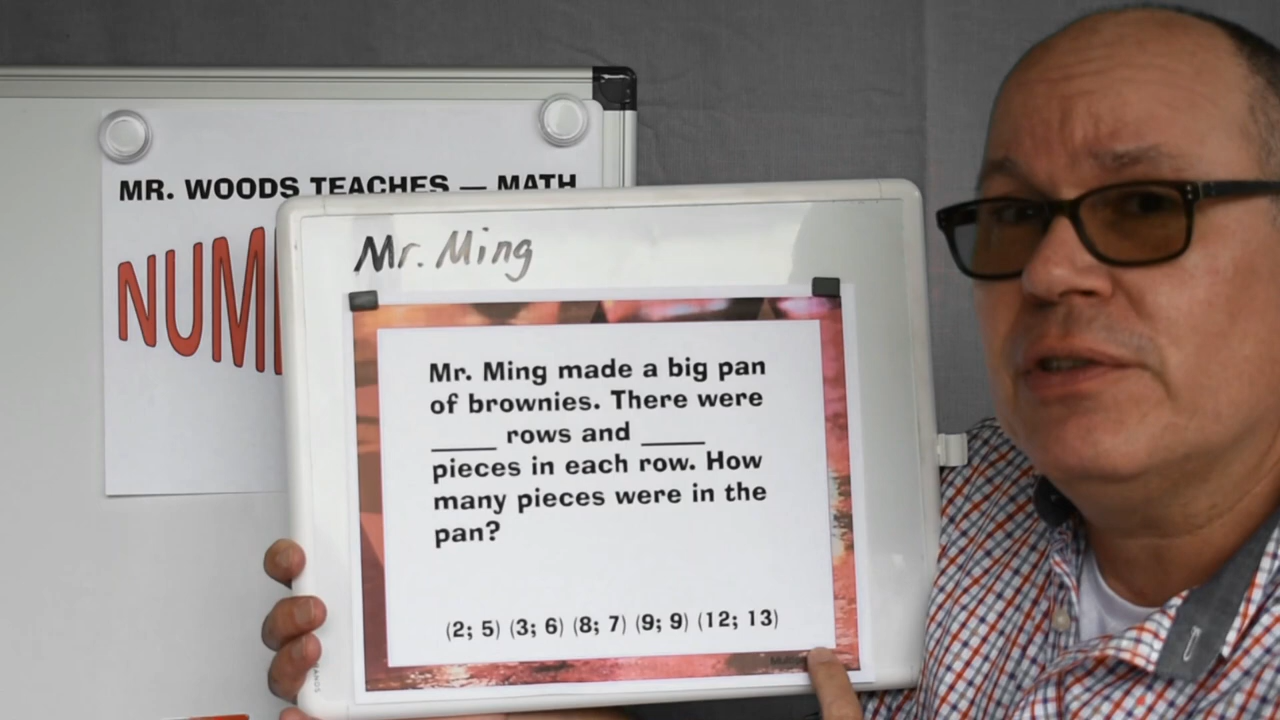 MR. WOODS TEACHES — MATH
NUM
Mr. Ming
Mr. Ming made a big pan
of brownies. There were
_____ rows and _____
pieces in each row. How
many pieces were in the
pan?
(2; 5) (3; 6) (8; 7) (9; 9) (12; 13)